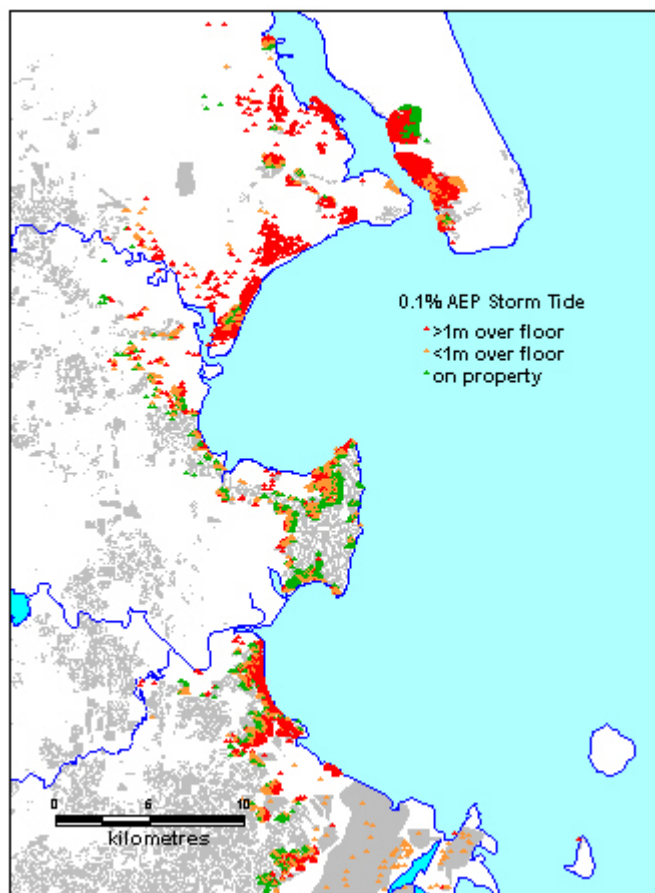 0.1% AEP Storm Tide
>1m over floor
<1m over floor
on property
0 5 10
kilometres